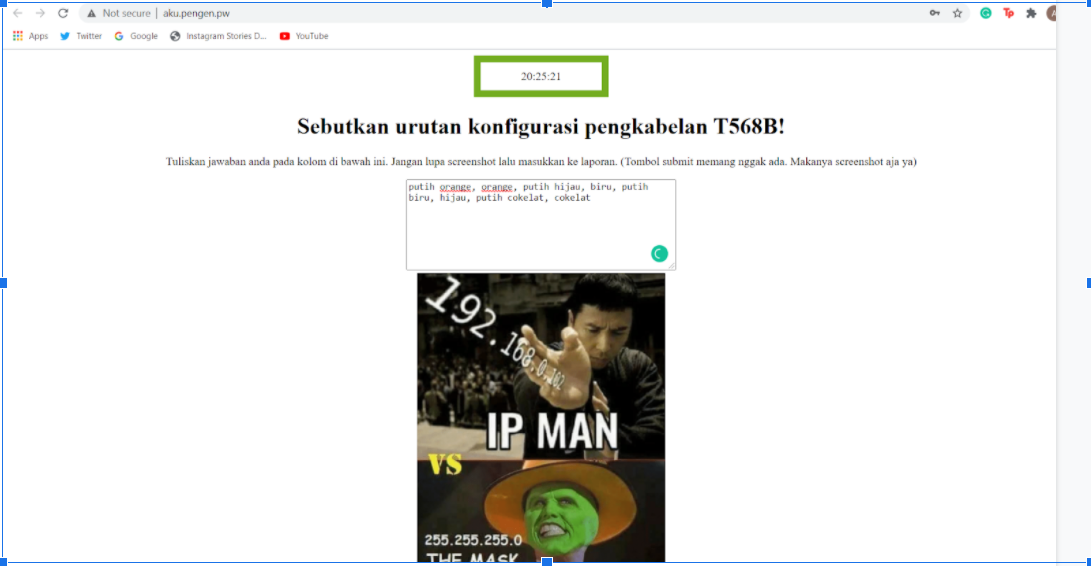 Not secure | aku.pengen.pw
Apps Twitter Google Instagram Stories D... YouTube
20:25:21
Sebutkan urutan konfigurasi pengkabelan T568B!
Tuliskan jawaban anda pada kolom di bawah ini. Jangan lupa screenshot lalu masukkan ke laporan. (Tombol submit memang nggak ada. Makanya screenshot aja ya)
putih orange, orange, putih hijau, biru, putih
biru, hijau, putih cokelat, cokelat
192.168.0.102
IP MAN
VS
255.255.255.0
THE MASK